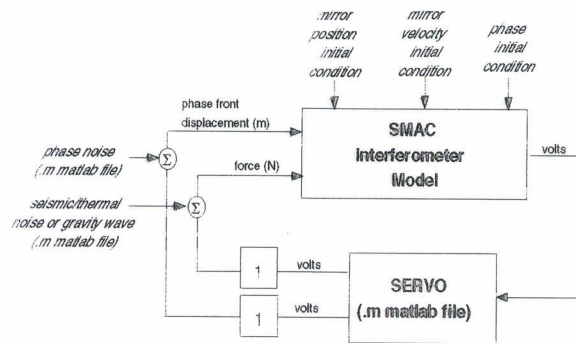 mirror
position
initial
condition
mirror
velocity
initial
condition
phase
initial
condition
phase front
displacement (m)
SMAC
Interferometer
Model
volts
phase noise
(.m matlab file)
Σ
force (N)
seismic/thermal
noise or gravity wave
(.m matlab file)
Σ
1
volts
SERVO
(.m matlab file)
1
volts